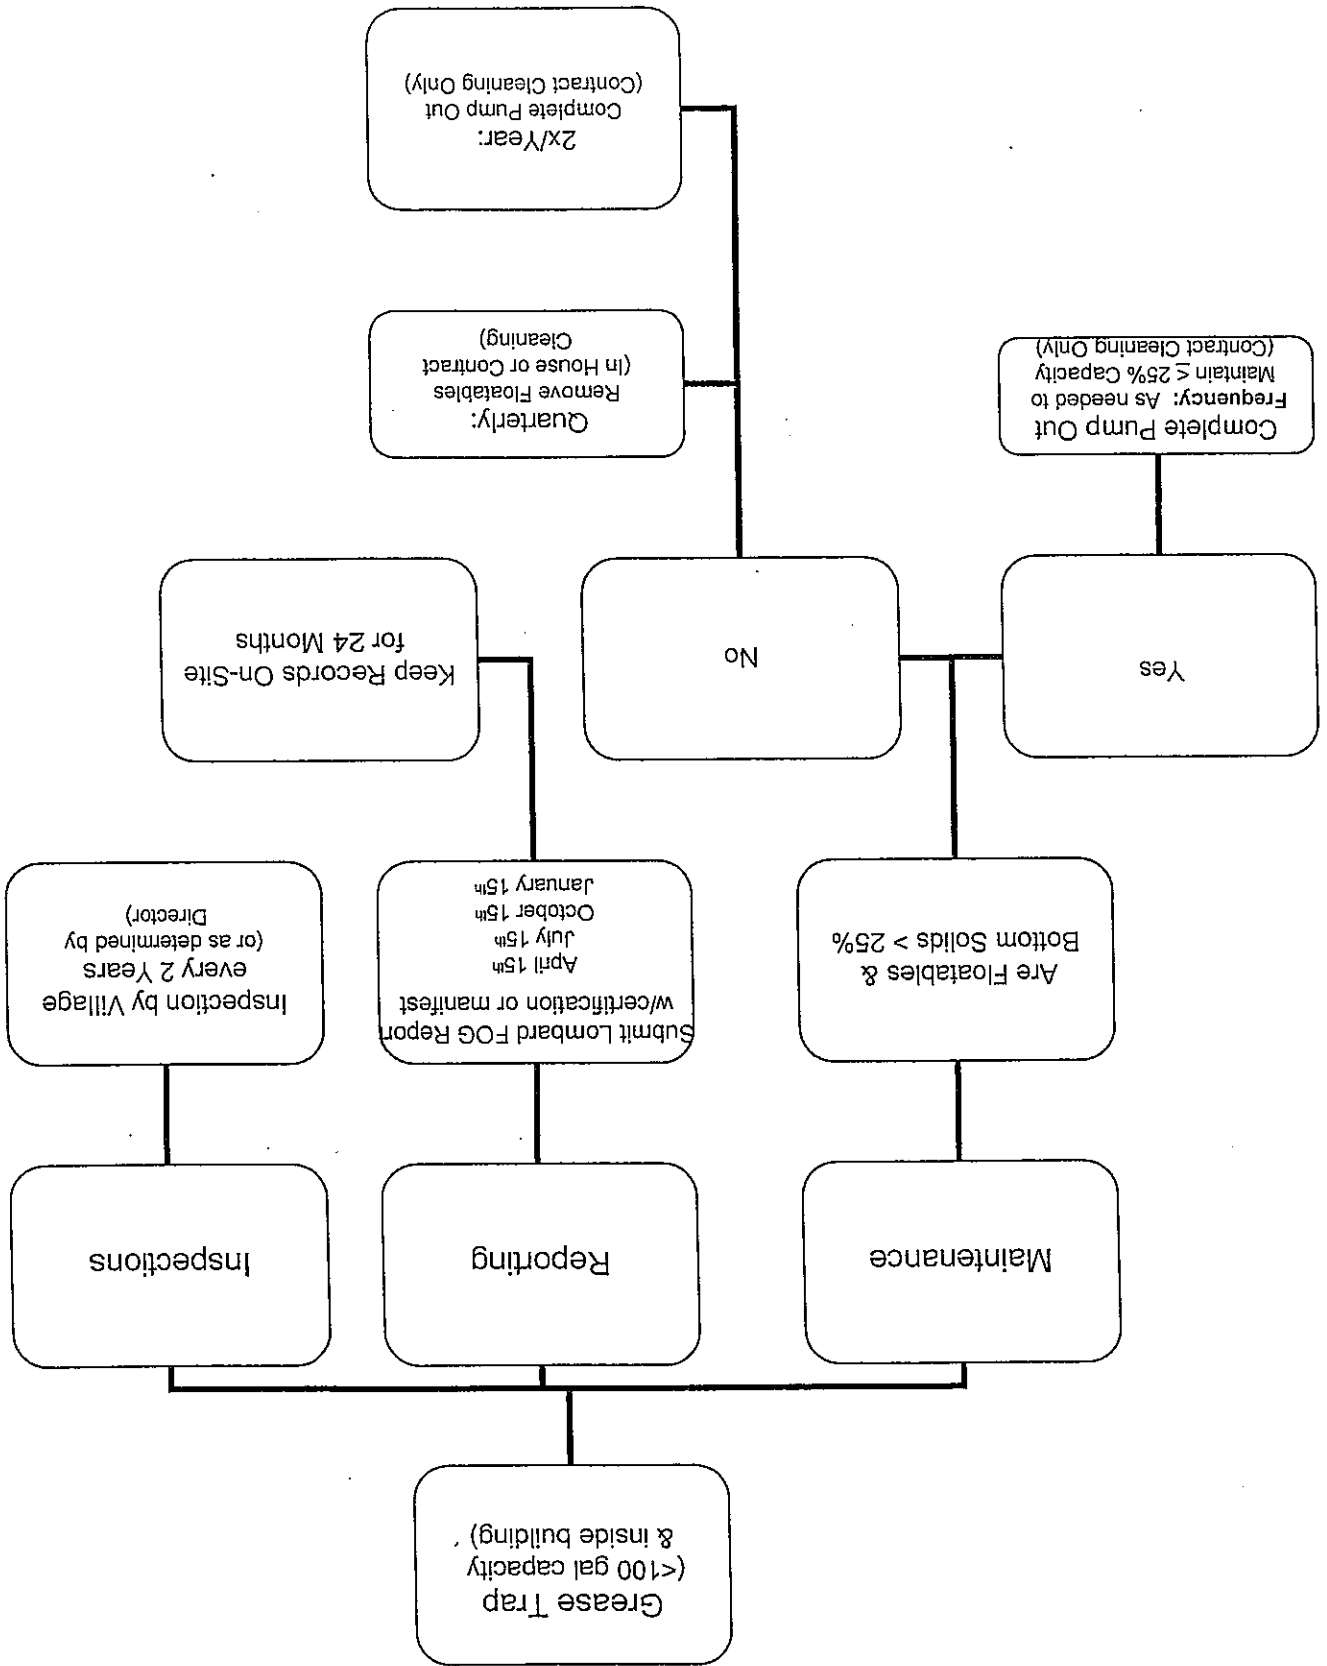 Grease Trap
(<100 gal capacity
& inside building)
Maintenance
Reporting
Inspections
Are Floatables &
Bottom Solids > 25%
Submit Lombard FOG Report
w/certification or manifest
April 15th
July 15th
October 15th
January 15th
Inspection by Village
every 2 Years
(or as determined by
Director)
Yes
No
Keep Records On-Site
for 24 Months
Complete Pump Out
Frequency: As needed to
Maintain ≤ 25% Capacity
(Contract Cleaning Only)
Quarterly:
Remove Floatables
(In House or Contract
Cleaning)
2x/Year:
Complete Pump Out
(Contract Cleaning Only)